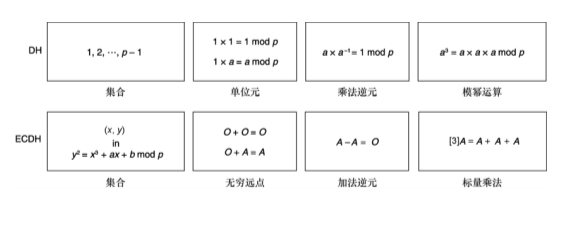 DH
1, 2, ···, p − 1
1 × 1 = 1 mod p
1 × a = a mod p
a × a⁻¹ = 1 mod p
a³ = a × a × a mod p
集合
单位元
乘法逆元
模幂运算
ECDH
(x, y)
in
y² = x³ + ax + b mod p
O + O = O
O + A = A
A − A = O
[3]A = A + A + A
集合
无穷远点
加法逆元
标量乘法